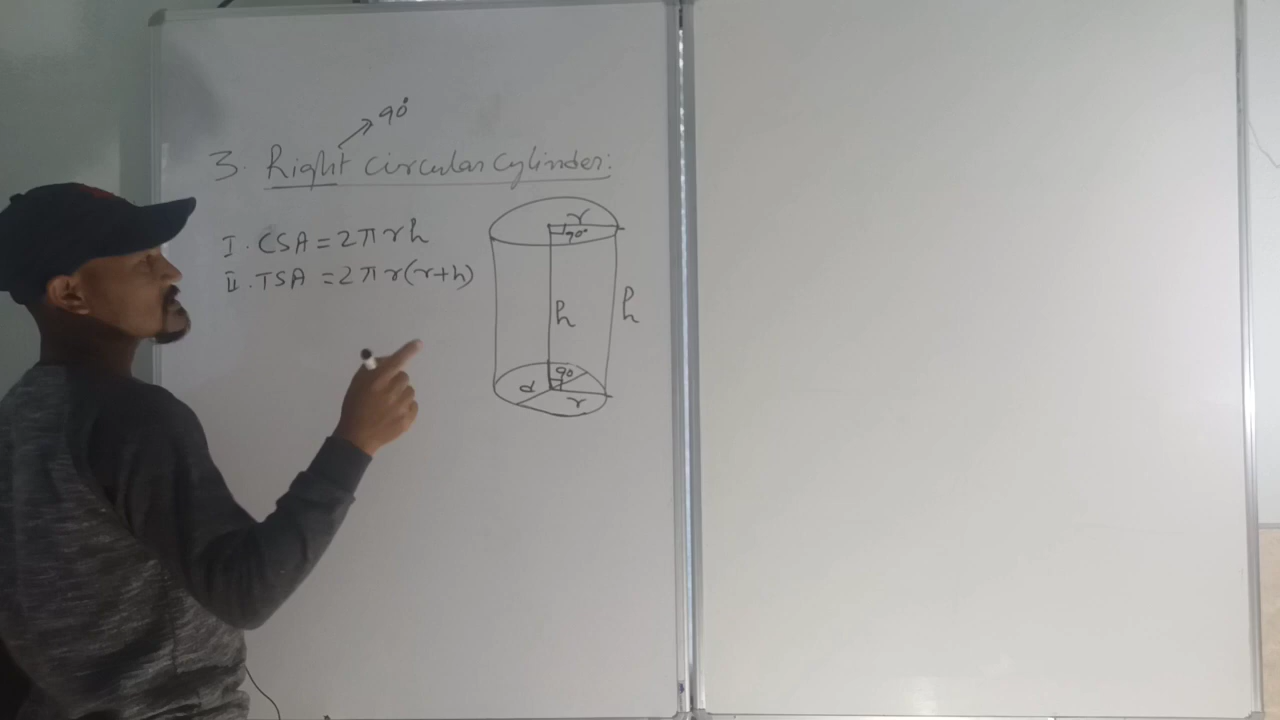 90°
3. Right circular cylinder:
I. CSA = 2πrh
II. TSA = 2πr(r+h)
r
90°
h
h
90
d
r